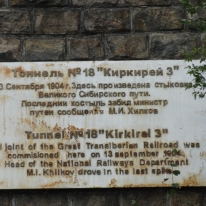 Тоннель №18 "Киркирей 3"
Сентября 1904 г. Здесь произведена стыковка
Великого Сибирского пути.
Последний костыль забил министр
путей сообщения М.И. Хилков
Tunnel №18 "Kirkirei 3"
joint of the Great Transiberian Railroad was
commisioned here on 13 september 1904
Head of the National Railways Department
M.I. Khilkov drove in the last spike